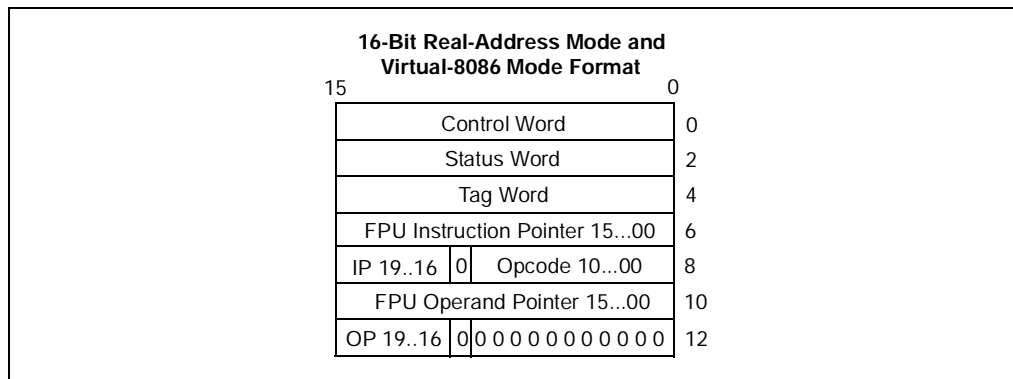 16-Bit Real-Address Mode and
Virtual-8086 Mode Format
15 0
Control Word 0
Status Word 2
Tag Word 4
FPU Instruction Pointer 15...00 6
IP 19..16 0 Opcode 10...00 8
FPU Operand Pointer 15...00 10
OP 19..16 0 0 0 0 0 0 0 0 0 0 0 0 12